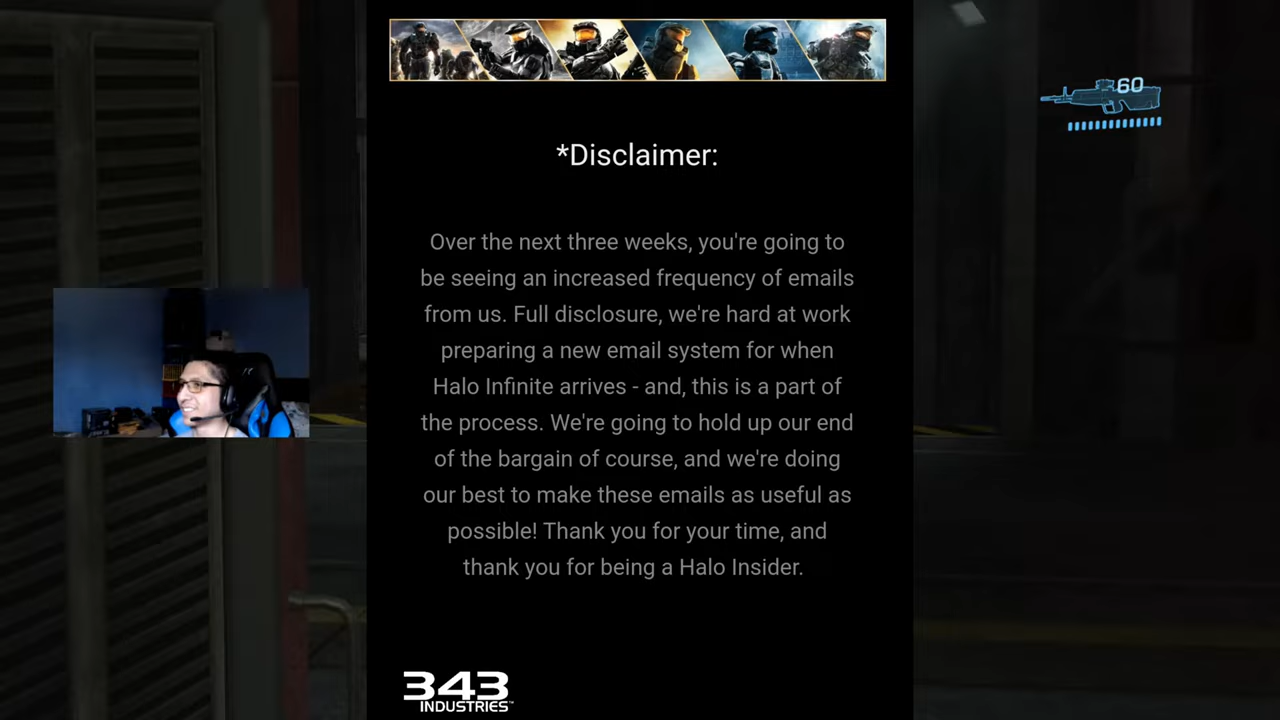 60
*Disclaimer:
Over the next three weeks, you're going to
be seeing an increased frequency of emails
from us. Full disclosure, we're hard at work
preparing a new email system for when
Halo Infinite arrives - and, this is a part of
the process. We're going to hold up our end
of the bargain of course, and we're doing
our best to make these emails as useful as
possible! Thank you for your time, and
thank you for being a Halo Insider.
343
INDUSTRIES™